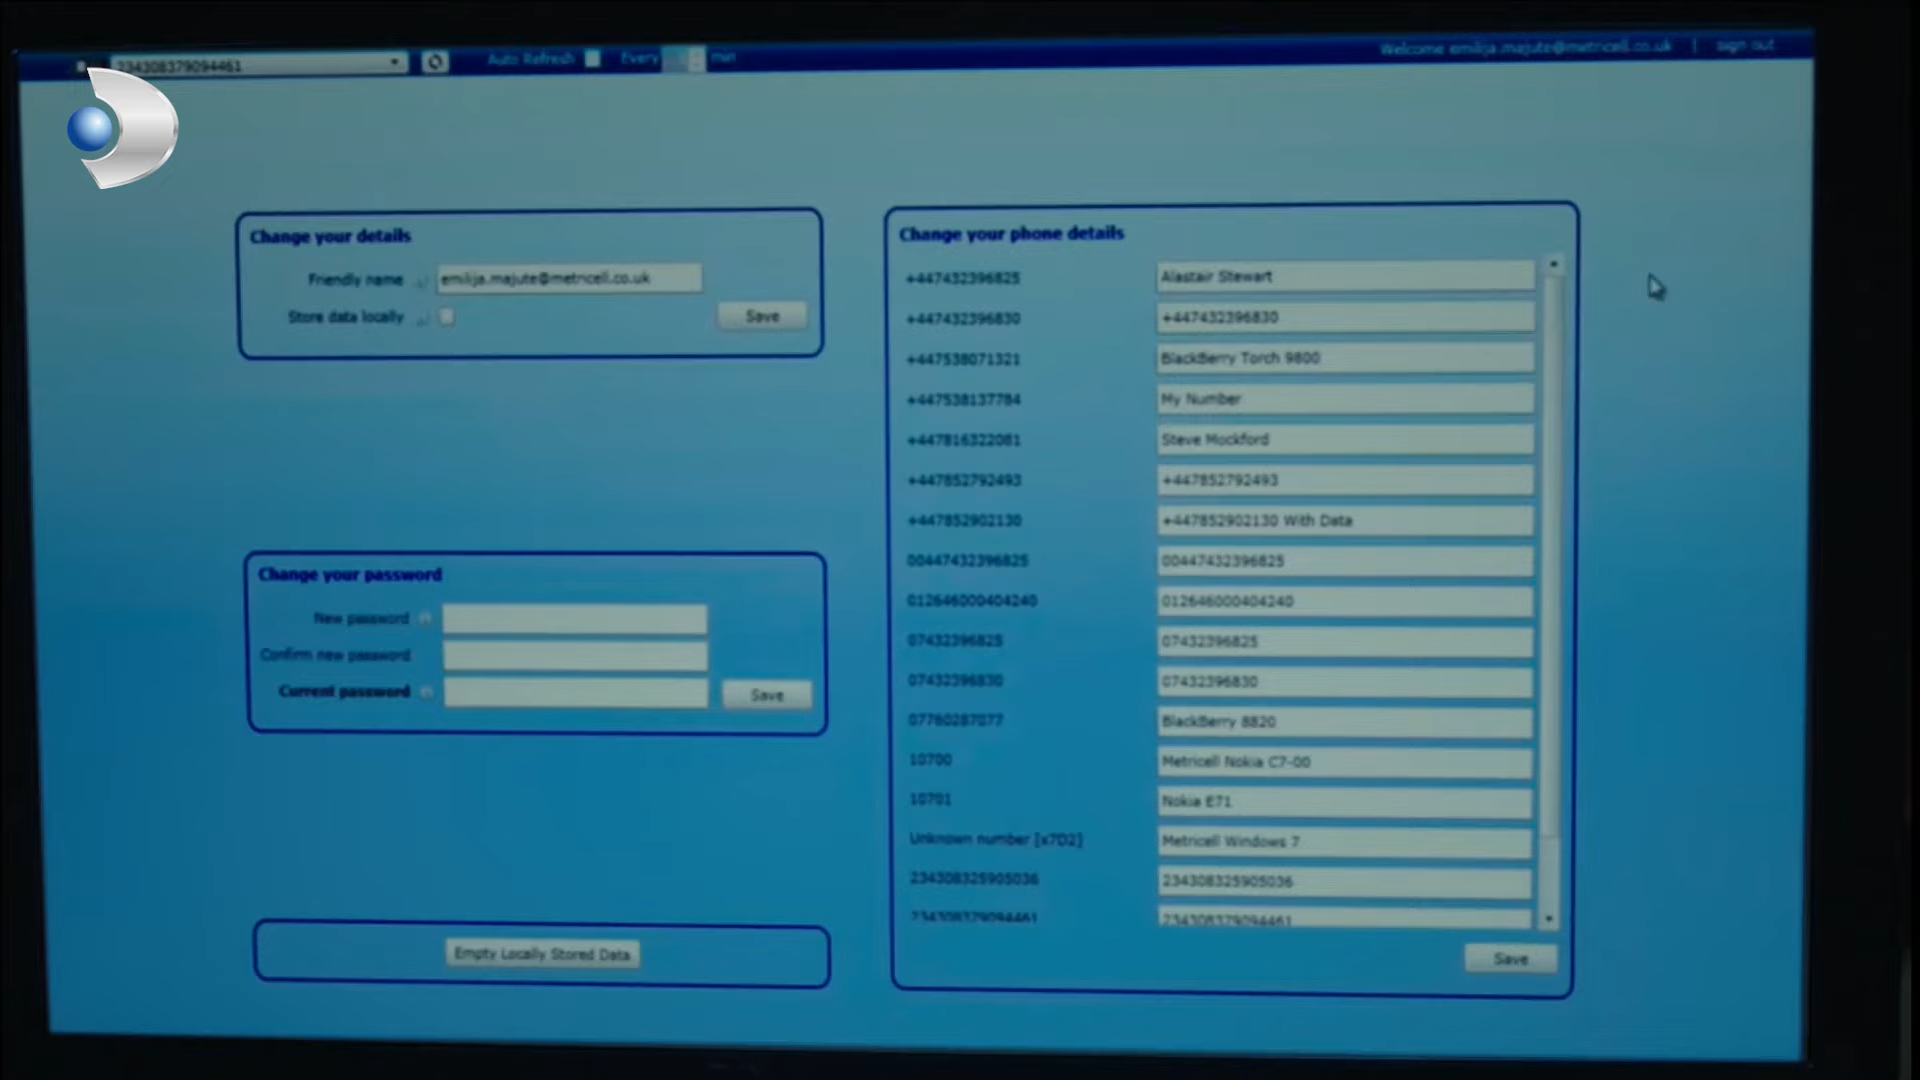 234308379094461
Auto Refresh
Every
min
Welcome emilija.majute@metricell.co.uk | sign out
Change your details
Friendly name
emilija.majute@metricell.co.uk
Store data locally
Save
Change your password
New password
Confirm new password
Current password
Save
Empty Locally Stored Data
Change your phone details
+447432396825 Alastair Stewart
+447432396830 +447432396830
+447538071321 BlackBerry Torch 9800
+447538137784 My Number
+447816322081 Steve Mockford
+447852792493 +447852792493
+447852902130 +447852902130 With Data
00447432396825 00447432396825
012646000404240 012646000404240
07432396825 07432396825
07432396830 07432396830
07760287077 BlackBerry 8820
10700 Metricell Nokia C7-00
10701 Nokia E71
Unknown number [x7D2] Metricell Windows 7
234308325905036 234308325905036
234308379094461 234308379094461
Save